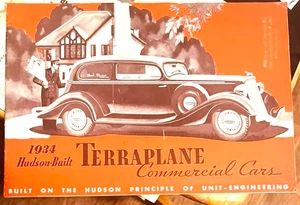 1934
Hudson-Built
TERRAPLANE
Commercial Cars
BUILT ON THE HUDSON PRINCIPLE OF UNIT-ENGINEERING